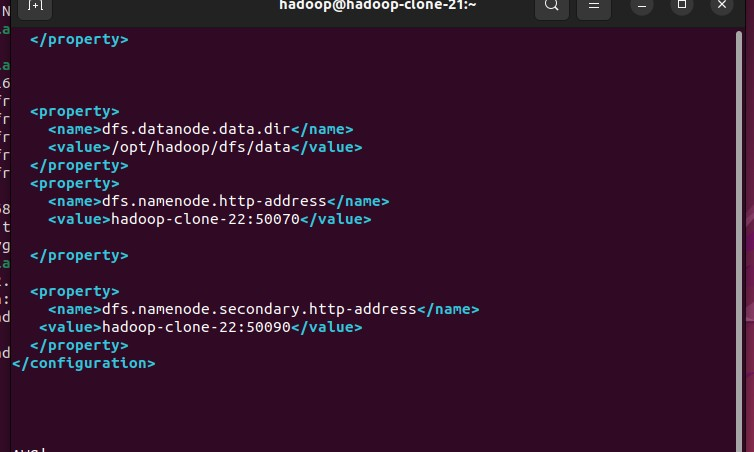 hadoop@hadoop-clone-21:~
</property>
<property>
<name>dfs.datanode.data.dir</name>
<value>/opt/hadoop/dfs/data</value>
</property>
<property>
<name>dfs.namenode.http-address</name>
<value>hadoop-clone-22:50070</value>
</property>
<property>
<name>dfs.namenode.secondary.http-address</name>
<value>hadoop-clone-22:50090</value>
</property>
</configuration>